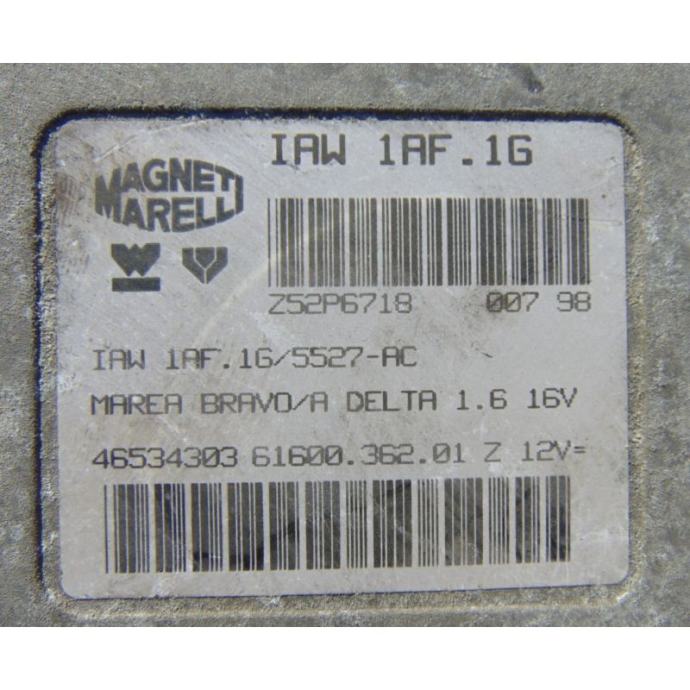 IAW 1AF.1G
MAGNETI
MARELLI
Z52P6718 007 98
IAW 1AF.1G/5527-AC
MAREA BRAVO/A DELTA 1.6 16V
46534303 61600.362.01 Z 12V=